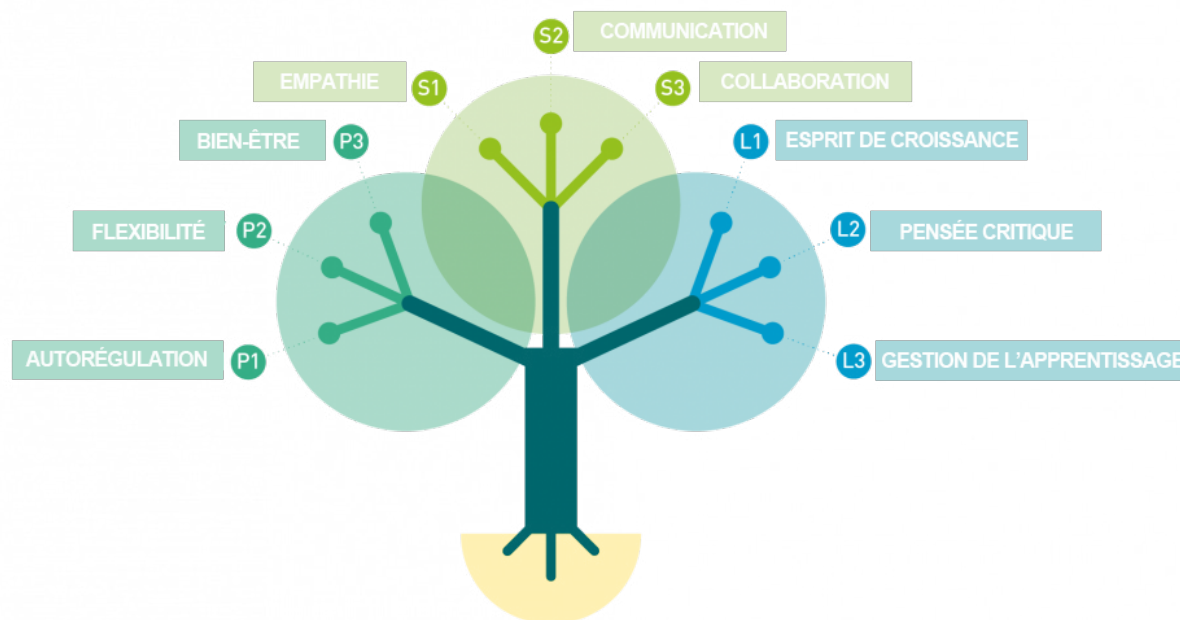 S2 COMMUNICATION
EMPATHIE S1
S3 COLLABORATION
BIEN-ÊTRE P3
L1 ESPRIT DE CROISSANCE
FLEXIBILITÉ P2
L2 PENSÉE CRITIQUE
AUTORÉGULATION P1
L3 GESTION DE L'APPRENTISSAGE